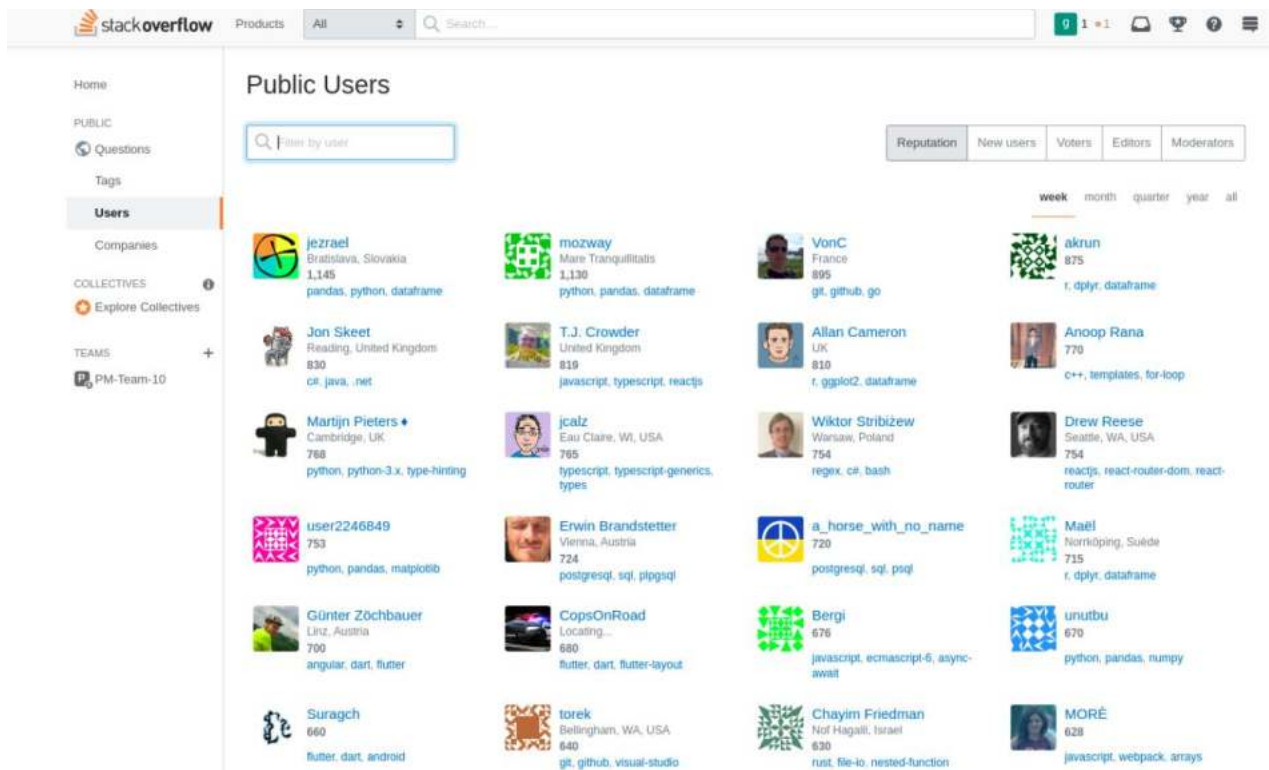 stackoverflow Products All Search... g 1 1
Home
PUBLIC
Questions
Tags
Users
Companies
COLLECTIVES
Explore Collectives
TEAMS +
PM-Team-10
Public Users
Filter by user
Reputation New users Voters Editors Moderators
week month quarter year all
jezrael
Bratislava, Slovakia
1,145
pandas, python, dataframe
mozway
Mare Tranquillitatis
1,130
python, pandas, dataframe
VonC
France
895
git, github, go
akrun
875
r, dplyr, dataframe
Jon Skeet
Reading, United Kingdom
830
c#, java, .net
T.J. Crowder
United Kingdom
819
javascript, typescript, reactjs
Allan Cameron
UK
810
r, ggplot2, dataframe
Anoop Rana
770
c++, templates, for-loop
Martijn Pieters ♦
Cambridge, UK
768
python, python-3.x, type-hinting
jcalz
Eau Claire, WI, USA
765
typescript, typescript-generics,
types
Wiktor Stribiżew
Warsaw, Poland
754
regex, c#, bash
Drew Reese
Seattle, WA, USA
754
reactjs, react-router-dom, react-
router
user2246849
753
python, pandas, matplotlib
Erwin Brandstetter
Vienna, Austria
724
postgresql, sql, plpgsql
a_horse_with_no_name
720
postgresql, sql, psql
Maël
Norrköping, Suède
715
r, dplyr, dataframe
Günter Zöchbauer
Linz, Austria
700
angular, dart, flutter
CopsOnRoad
Locating...
680
flutter, dart, flutter-layout
Bergi
676
javascript, ecmascript-6, async-
await
unutbu
670
python, pandas, numpy
Suragch
660
flutter, dart, android
torek
Bellingham, WA, USA
640
git, github, visual-studio
Chayim Friedman
Nof Hagalil, Israel
630
rust, file-io, nested-function
MORÈ
628
javascript, webpack, arrays